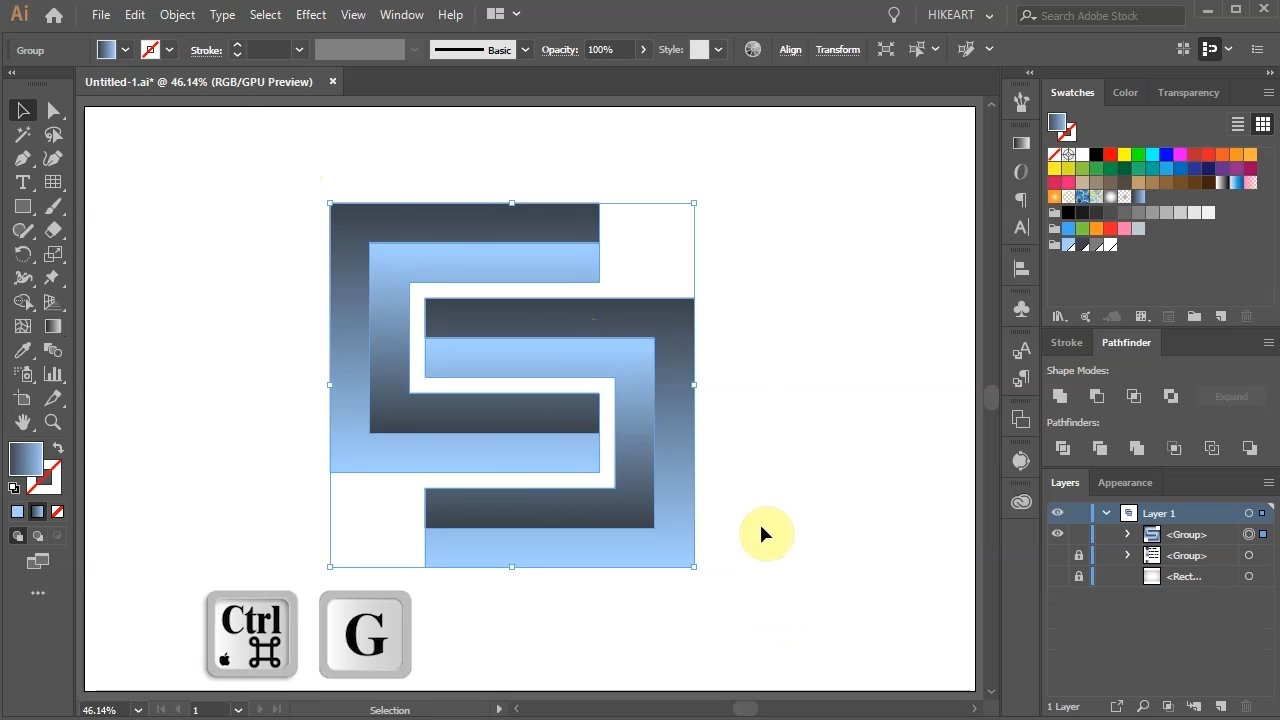 Ai File Edit Object Type Select Effect View Window Help HIKEART Search Adobe Stock
Group Stroke: Basic Opacity: 100% Style: Align Transform
Untitled-1.ai* @ 46.14% (RGB/GPU Preview) ×
Swatches Color Transparency
Stroke Pathfinder
Shape Modes:
Expand
Pathfinders:
Layers Appearance
Layer 1
<Group>
<Group>
<Rect...
Ctrl G
46.14% 1 Selection 1 Layer